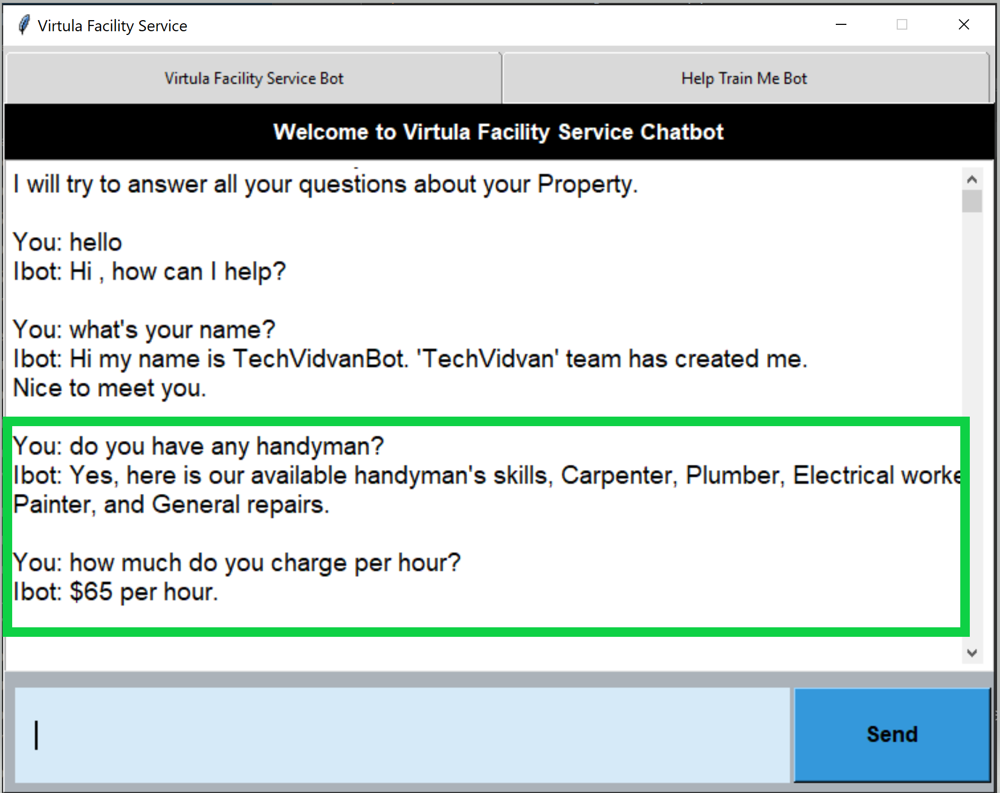 Virtula Facility Service
Virtula Facility Service Bot
Help Train Me Bot
Welcome to Virtula Facility Service Chatbot
I will try to answer all your questions about your Property.
You: hello
Ibot: Hi , how can I help?
You: what's your name?
Ibot: Hi my name is TechVidvanBot. 'TechVidvan' team has created me.
Nice to meet you.
You: do you have any handyman?
Ibot: Yes, here is our available handyman's skills, Carpenter, Plumber, Electrical worke
Painter, and General repairs.
You: how much do you charge per hour?
Ibot: $65 per hour.
Send